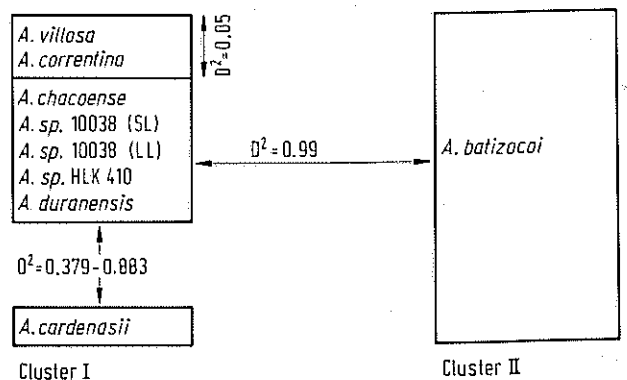 A. villosa
A. correntina
D²=0.05
A. chacoense
A. sp. 10038 (SL)
A. sp. 10038 (LL)
A. sp. HLK 410
A. duranensis
D²=0.99
A. batizocoi
D²=0.379-0.883
A. cardenasii
Cluster I
Cluster II